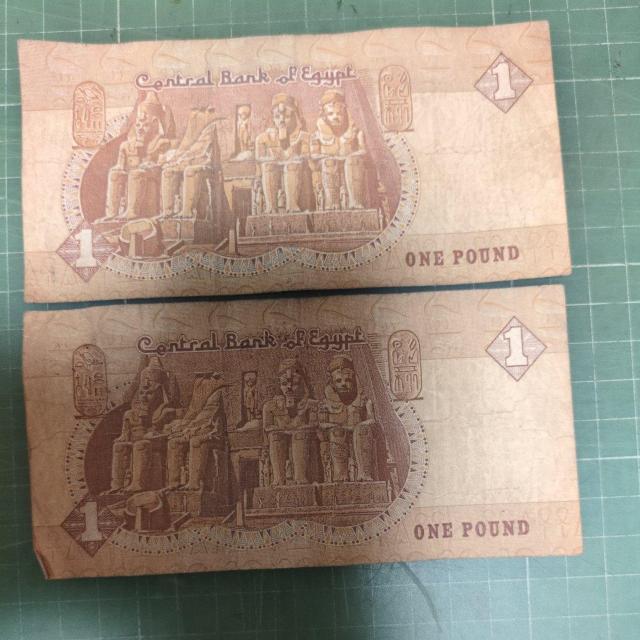 Central Bank of Egypt
1
1
ONE POUND
Central Bank of Egypt
1
1
ONE POUND